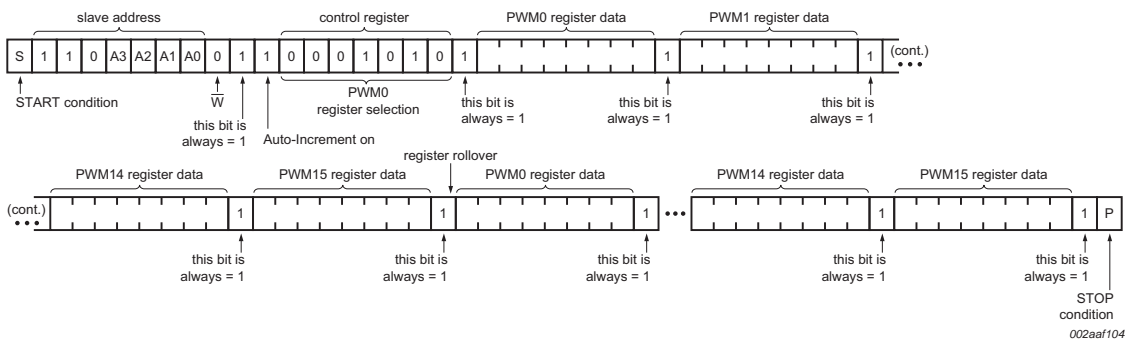 slave address control register PWM0 register data PWM1 register data
S 1 1 0 A3 A2 A1 A0 0 1 1 0 0 0 1 0 1 0 1 1 1 (cont.)
START condition W PWM0 register selection this bit is always = 1 this bit is always = 1 this bit is always = 1
this bit is always = 1 Auto-Increment on
register rollover
PWM14 register data PWM15 register data PWM0 register data PWM14 register data PWM15 register data
(cont.) 1 1 1 1 1 P
this bit is this bit is this bit is this bit is this bit is
always = 1 always = 1 always = 1 always = 1 always = 1
STOP
condition
002aaf104